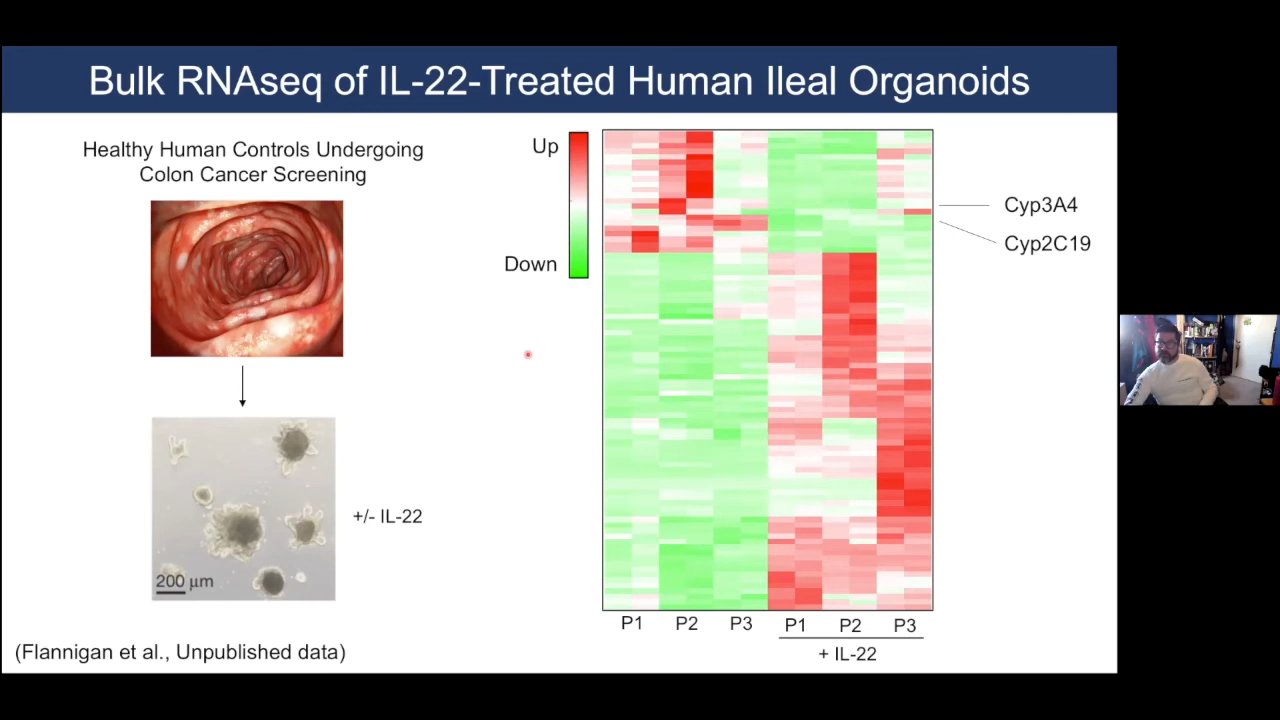 Bulk RNAseq of IL-22-Treated Human Ileal Organoids
Healthy Human Controls Undergoing
Colon Cancer Screening
+/- IL-22
200 μm
(Flannigan et al., Unpublished data)
Up
Down
Cyp3A4
Cyp2C19
P1 P2 P3 P1 P2 P3
+ IL-22